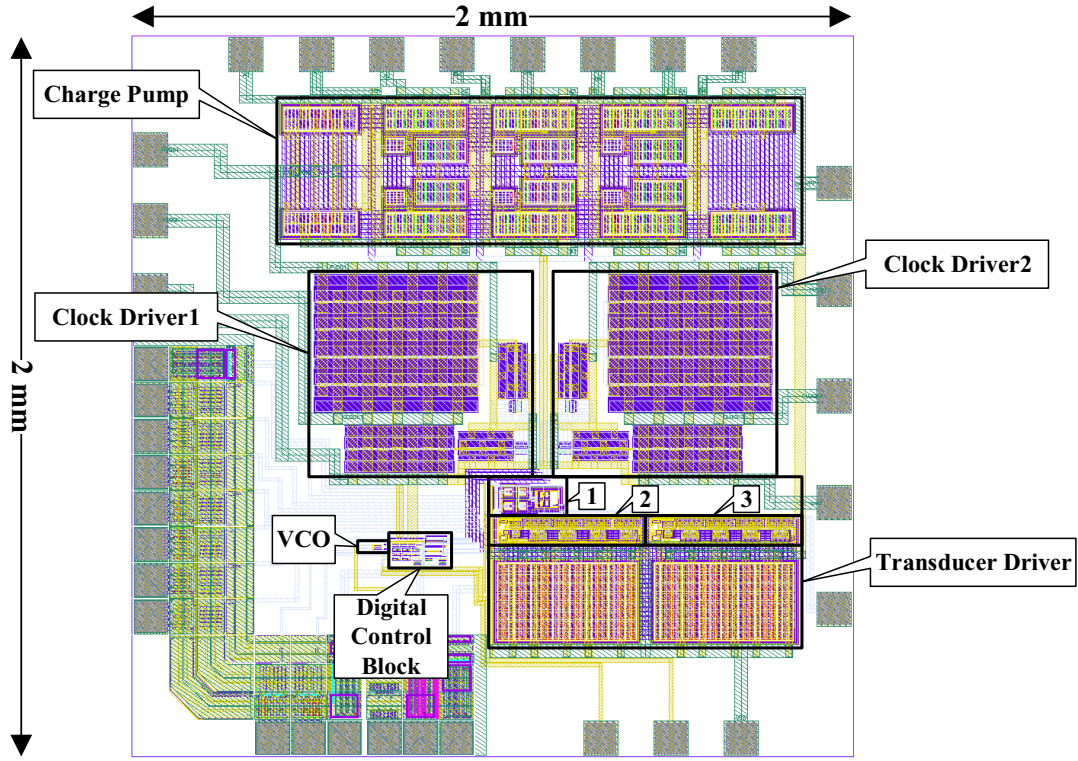 2 mm
Charge Pump
Clock Driver2
Clock Driver1
2 mm
1
2
3
VCO
Transducer Driver
Digital
Control
Block